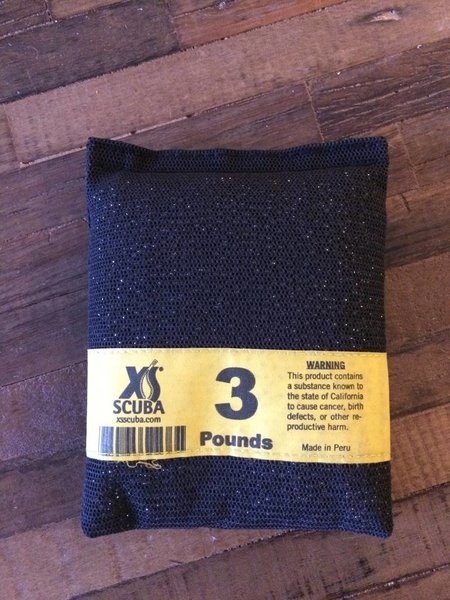 XS
SCUBA
xsscuba.com
3
Pounds
WARNING
This product contains
a substance known to
the state of California
to cause cancer, birth
defects, or other re-
productive harm.
Made in Peru